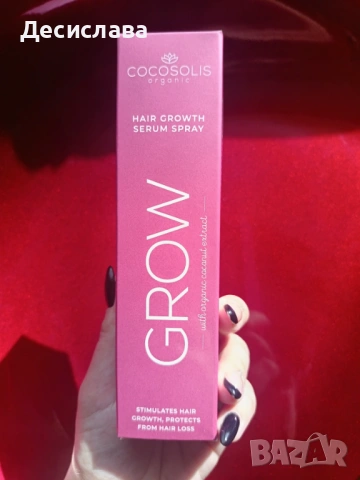 Десислава
COCOSOLIS
organic
HAIR GROWTH
SERUM SPRAY
GROW
with organic coconut extract
STIMULATES HAIR
GROWTH, PROTECTS
FROM HAIR LOSS
BAZAR